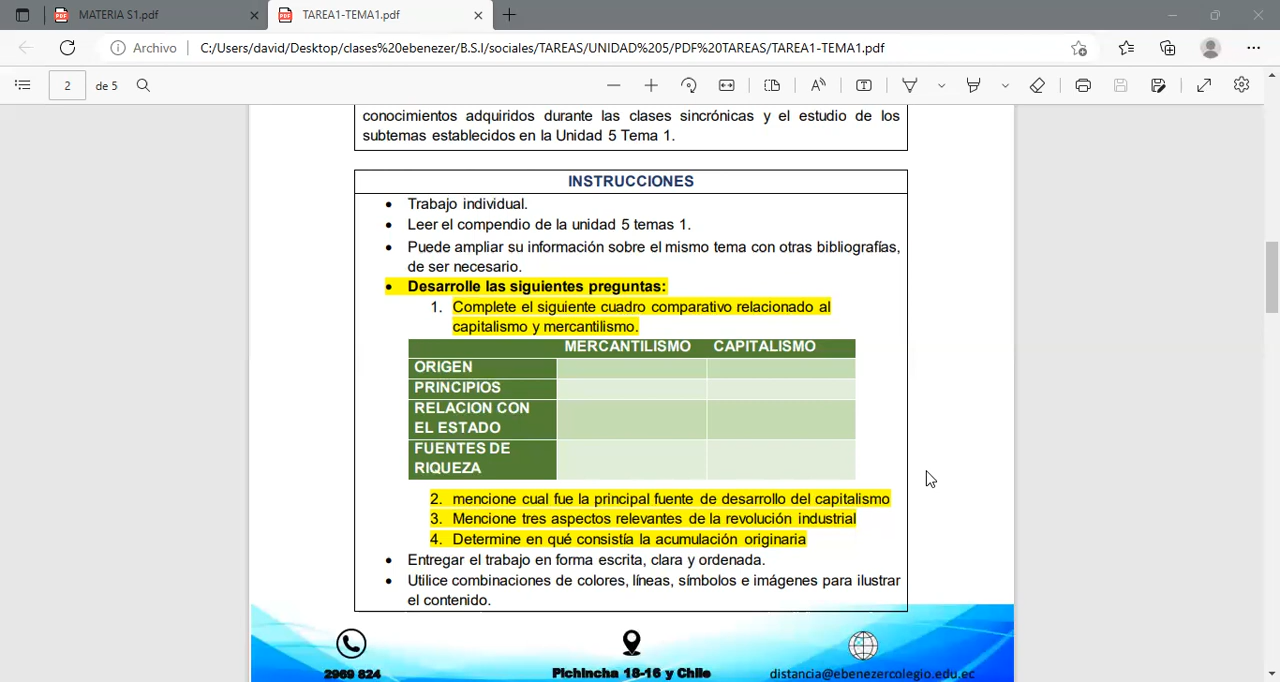 MATERIA S1.pdf
TAREA1-TEMA1.pdf
Archivo
C:/Users/david/Desktop/clases%20ebenezer/B.S.I/sociales/TAREAS/UNIDAD%205/PDF%20TAREAS/TAREA1-TEMA1.pdf
2 de 5
conocimientos adquiridos durante las clases sincrónicas y el estudio de los
subtemas establecidos en la Unidad 5 Tema 1.
INSTRUCCIONES
• Trabajo individual.
• Leer el compendio de la unidad 5 temas 1.
• Puede ampliar su información sobre el mismo tema con otras bibliografías,
de ser necesario.
• Desarrolle las siguientes preguntas:
1. Complete el siguiente cuadro comparativo relacionado al
capitalismo y mercantilismo.
MERCANTILISMO CAPITALISMO
ORIGEN
PRINCIPIOS
RELACION CON
EL ESTADO
FUENTES DE
RIQUEZA
2. mencione cual fue la principal fuente de desarrollo del capitalismo
3. Mencione tres aspectos relevantes de la revolución industrial
4. Determine en qué consistía la acumulación originaria
• Entregar el trabajo en forma escrita, clara y ordenada.
• Utilice combinaciones de colores, líneas, símbolos e imágenes para ilustrar
el contenido.
2969 824
Pichincha 18-16 y Chile
distancia@ebenezercolegio.edu.ec